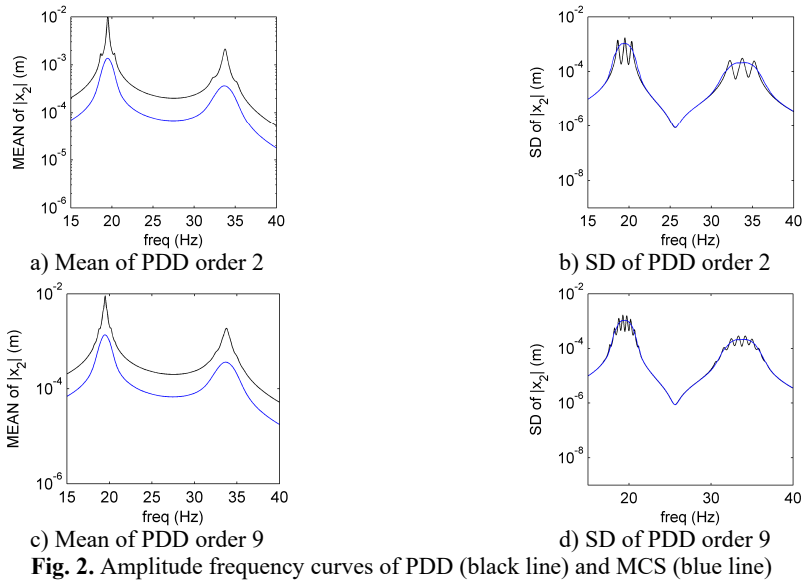 10^-2
10^-3
10^-4
10^-5
10^-6
MEAN of |x_2| (m)
15 20 25 30 35 40
freq (Hz)
a) Mean of PDD order 2
10^-2
10^-4
10^-6
10^-8
SD of |x_2| (m)
15 20 25 30 35 40
freq (Hz)
b) SD of PDD order 2
10^-2
10^-4
10^-6
MEAN of |x_2| (m)
15 20 25 30 35 40
freq (Hz)
c) Mean of PDD order 9
10^-2
10^-4
10^-6
10^-8
SD of |x_2| (m)
20 30 40
freq (Hz)
d) SD of PDD order 9
Fig. 2. Amplitude frequency curves of PDD (black line) and MCS (blue line)